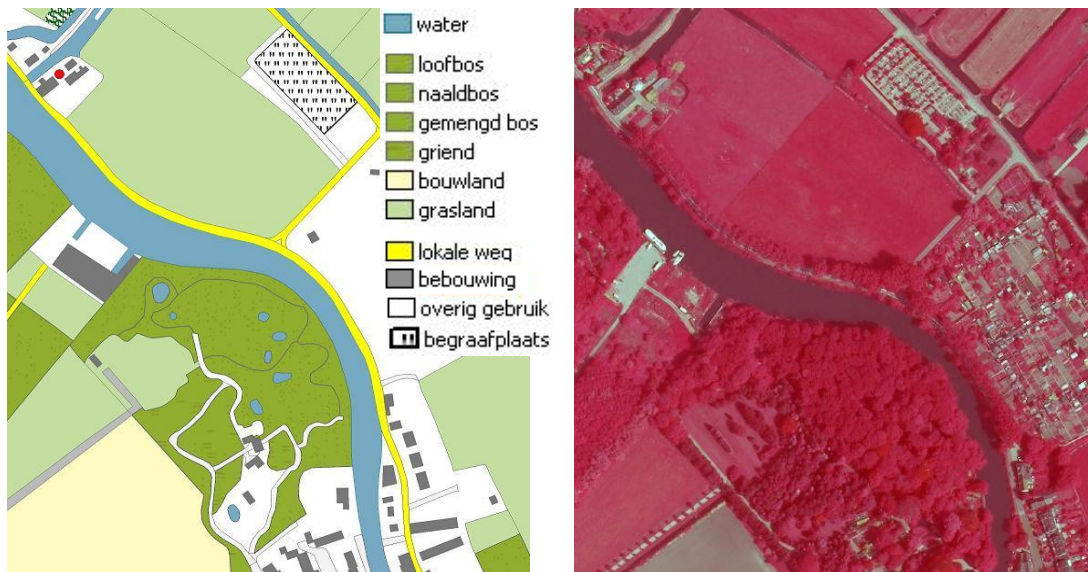 water
loofbos
naaldbos
gemengd bos
griend
bouwland
grasland
lokale weg
bebouwing
overig gebruik
begraafplaats